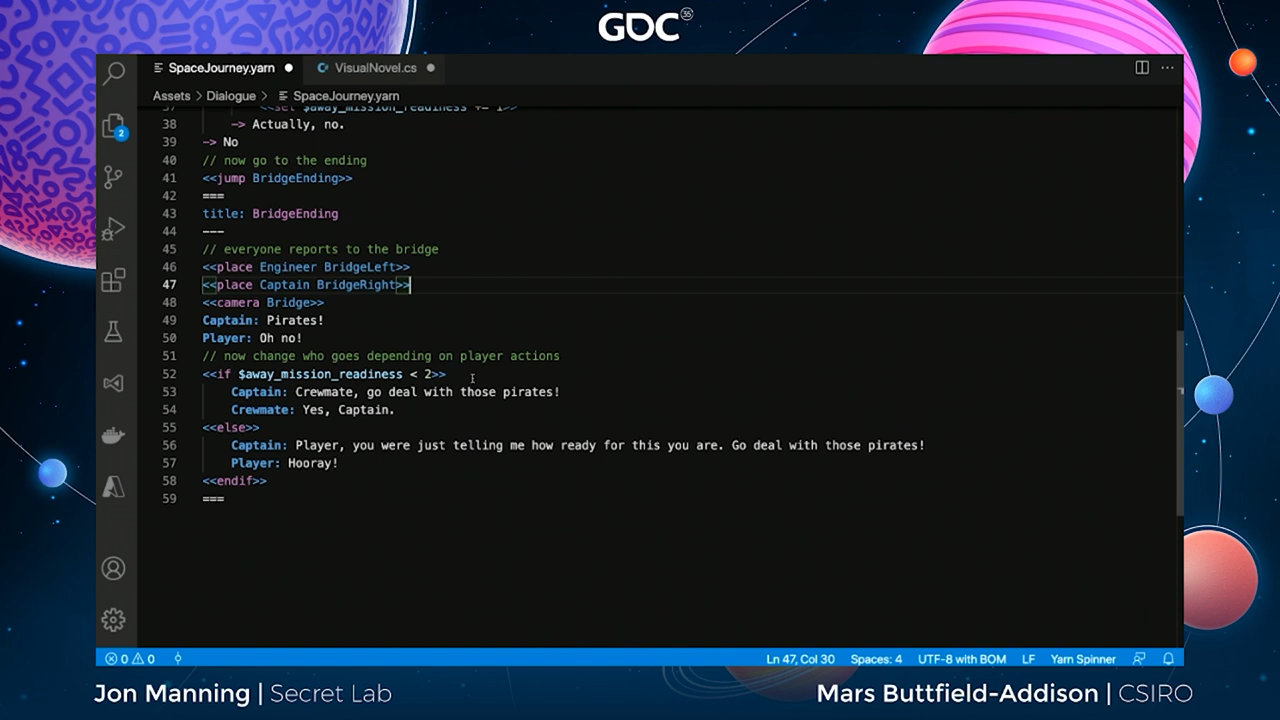 GDC 35
SpaceJourney.yarn
VisualNovel.cs
Assets > Dialogue > SpaceJourney.yarn
37 <<set $away_mission_readiness += 1>>
38 -> Actually, no.
39 -> No
40 // now go to the ending
41 <<jump BridgeEnding>>
42 ===
43 title: BridgeEnding
44 ---
45 // everyone reports to the bridge
46 <<place Engineer BridgeLeft>>
47 <<place Captain BridgeRight>>
48 <<camera Bridge>>
49 Captain: Pirates!
50 Player: Oh no!
51 // now change who goes depending on player actions
52 <<if $away_mission_readiness < 2>>
53 Captain: Crewmate, go deal with those pirates!
54 Crewmate: Yes, Captain.
55 <<else>>
56 Captain: Player, you were just telling me how ready for this you are. Go deal with those pirates!
57 Player: Hooray!
58 <<endif>>
59 ===
2
0 0 Ln 47, Col 30 Spaces: 4 UTF-8 with BOM LF Yarn Spinner
Jon Manning | Secret Lab
Mars Buttfield-Addison | CSIRO